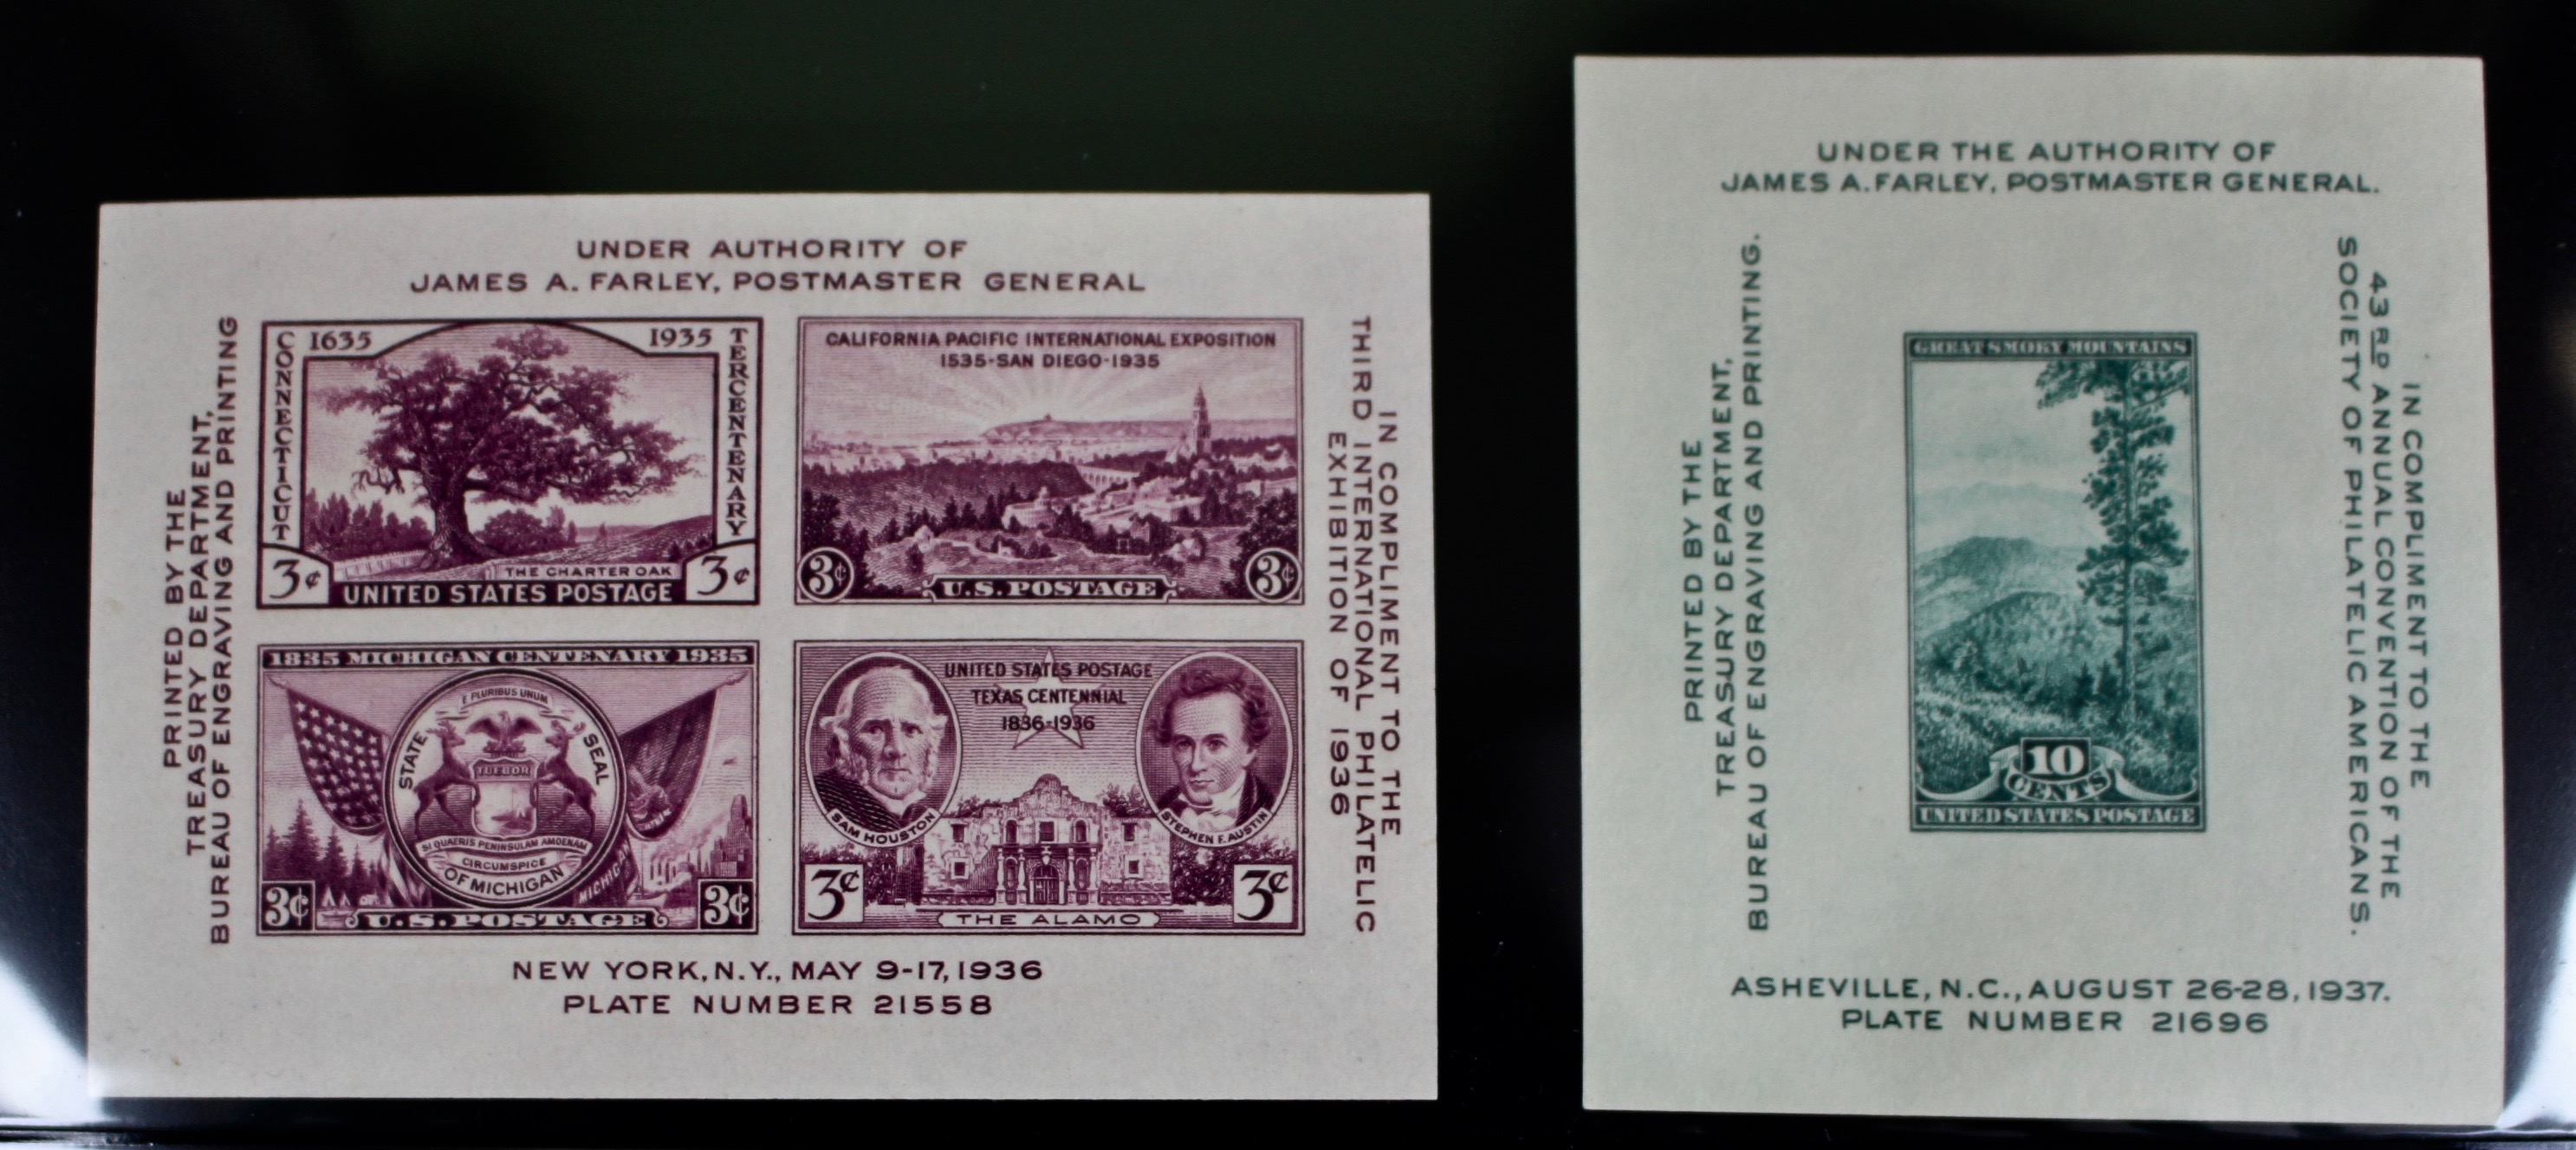 UNDER AUTHORITY OF
JAMES A. FARLEY, POSTMASTER GENERAL
PRINTED BY THE
TREASURY DEPARTMENT,
BUREAU OF ENGRAVING AND PRINTING
CONNECTICUT
1635
1935
TERCENTENARY
THE CHARTER OAK
3¢
UNITED STATES POSTAGE
3¢
CALIFORNIA PACIFIC INTERNATIONAL EXPOSITION
1535-SAN DIEGO-1935
3¢
U.S. POSTAGE
3¢
1835 MICHIGAN CENTENARY 1935
E PLURIBUS UNUM
STATE
SEAL
TUEBOR
SI QUAERIS PENINSULAM AMOENAM
CIRCUMSPICE
OF MICHIGAN
MICHIGAN
3¢
U.S. POSTAGE
3¢
UNITED STATES POSTAGE
TEXAS CENTENNIAL
1836-1936
SAM HOUSTON
STEPHEN F. AUSTIN
3¢
3¢
THE ALAMO
IN COMPLIMENT TO THE
THIRD INTERNATIONAL PHILATELIC
EXHIBITION OF 1936
NEW YORK, N.Y., MAY 9-17, 1936
PLATE NUMBER 21558
UNDER THE AUTHORITY OF
JAMES A. FARLEY, POSTMASTER GENERAL.
PRINTED BY THE
TREASURY DEPARTMENT,
BUREAU OF ENGRAVING AND PRINTING.
GREAT SMOKY MOUNTAINS
10
CENTS
UNITED STATES POSTAGE
IN COMPLIMENT TO THE
43RD ANNUAL CONVENTION OF THE
SOCIETY OF PHILATELIC AMERICANS.
ASHEVILLE, N.C., AUGUST 26-28, 1937.
PLATE NUMBER 21696